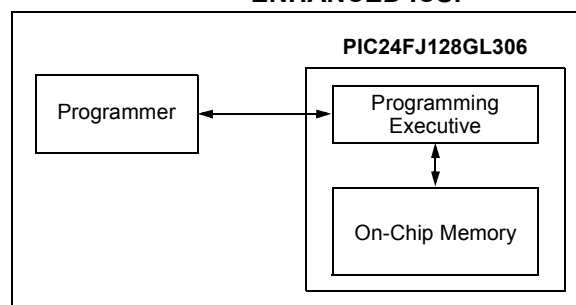 ENHANCED ICSP
PIC24FJ128GL306
Programmer
Programming
Executive
On-Chip Memory